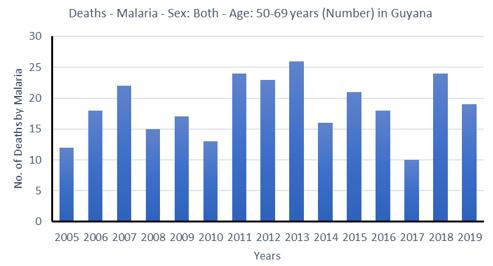 Deaths - Malaria - Sex: Both - Age: 50-69 years (Number) in Guyana
No. of Deaths by Malaria
30
25
20
15
10
5
0
2005 2006 2007 2008 2009 2010 2011 2012 2013 2014 2015 2016 2017 2018 2019
Years